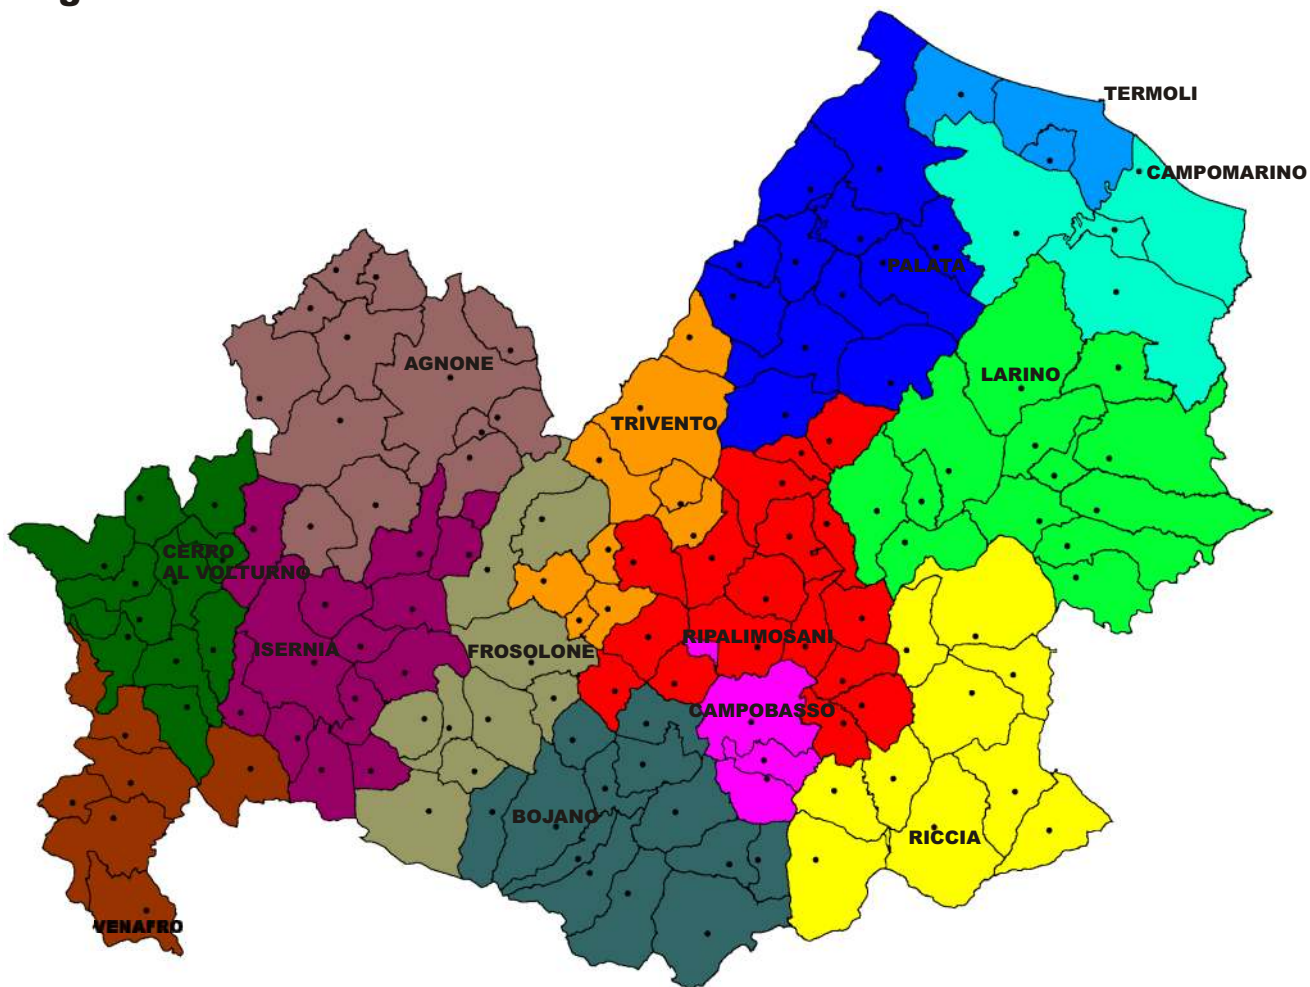 TERMOLI
CAMPOMARINO
PALATA
AGNONE
LARINO
TRIVENTO
CERRO
AL VOLTURNO
RIPALIMOSANI
ISERNIA
FROSOLONE
CAMPOBASSO
BOJANO
RICCIA
VENAFRO